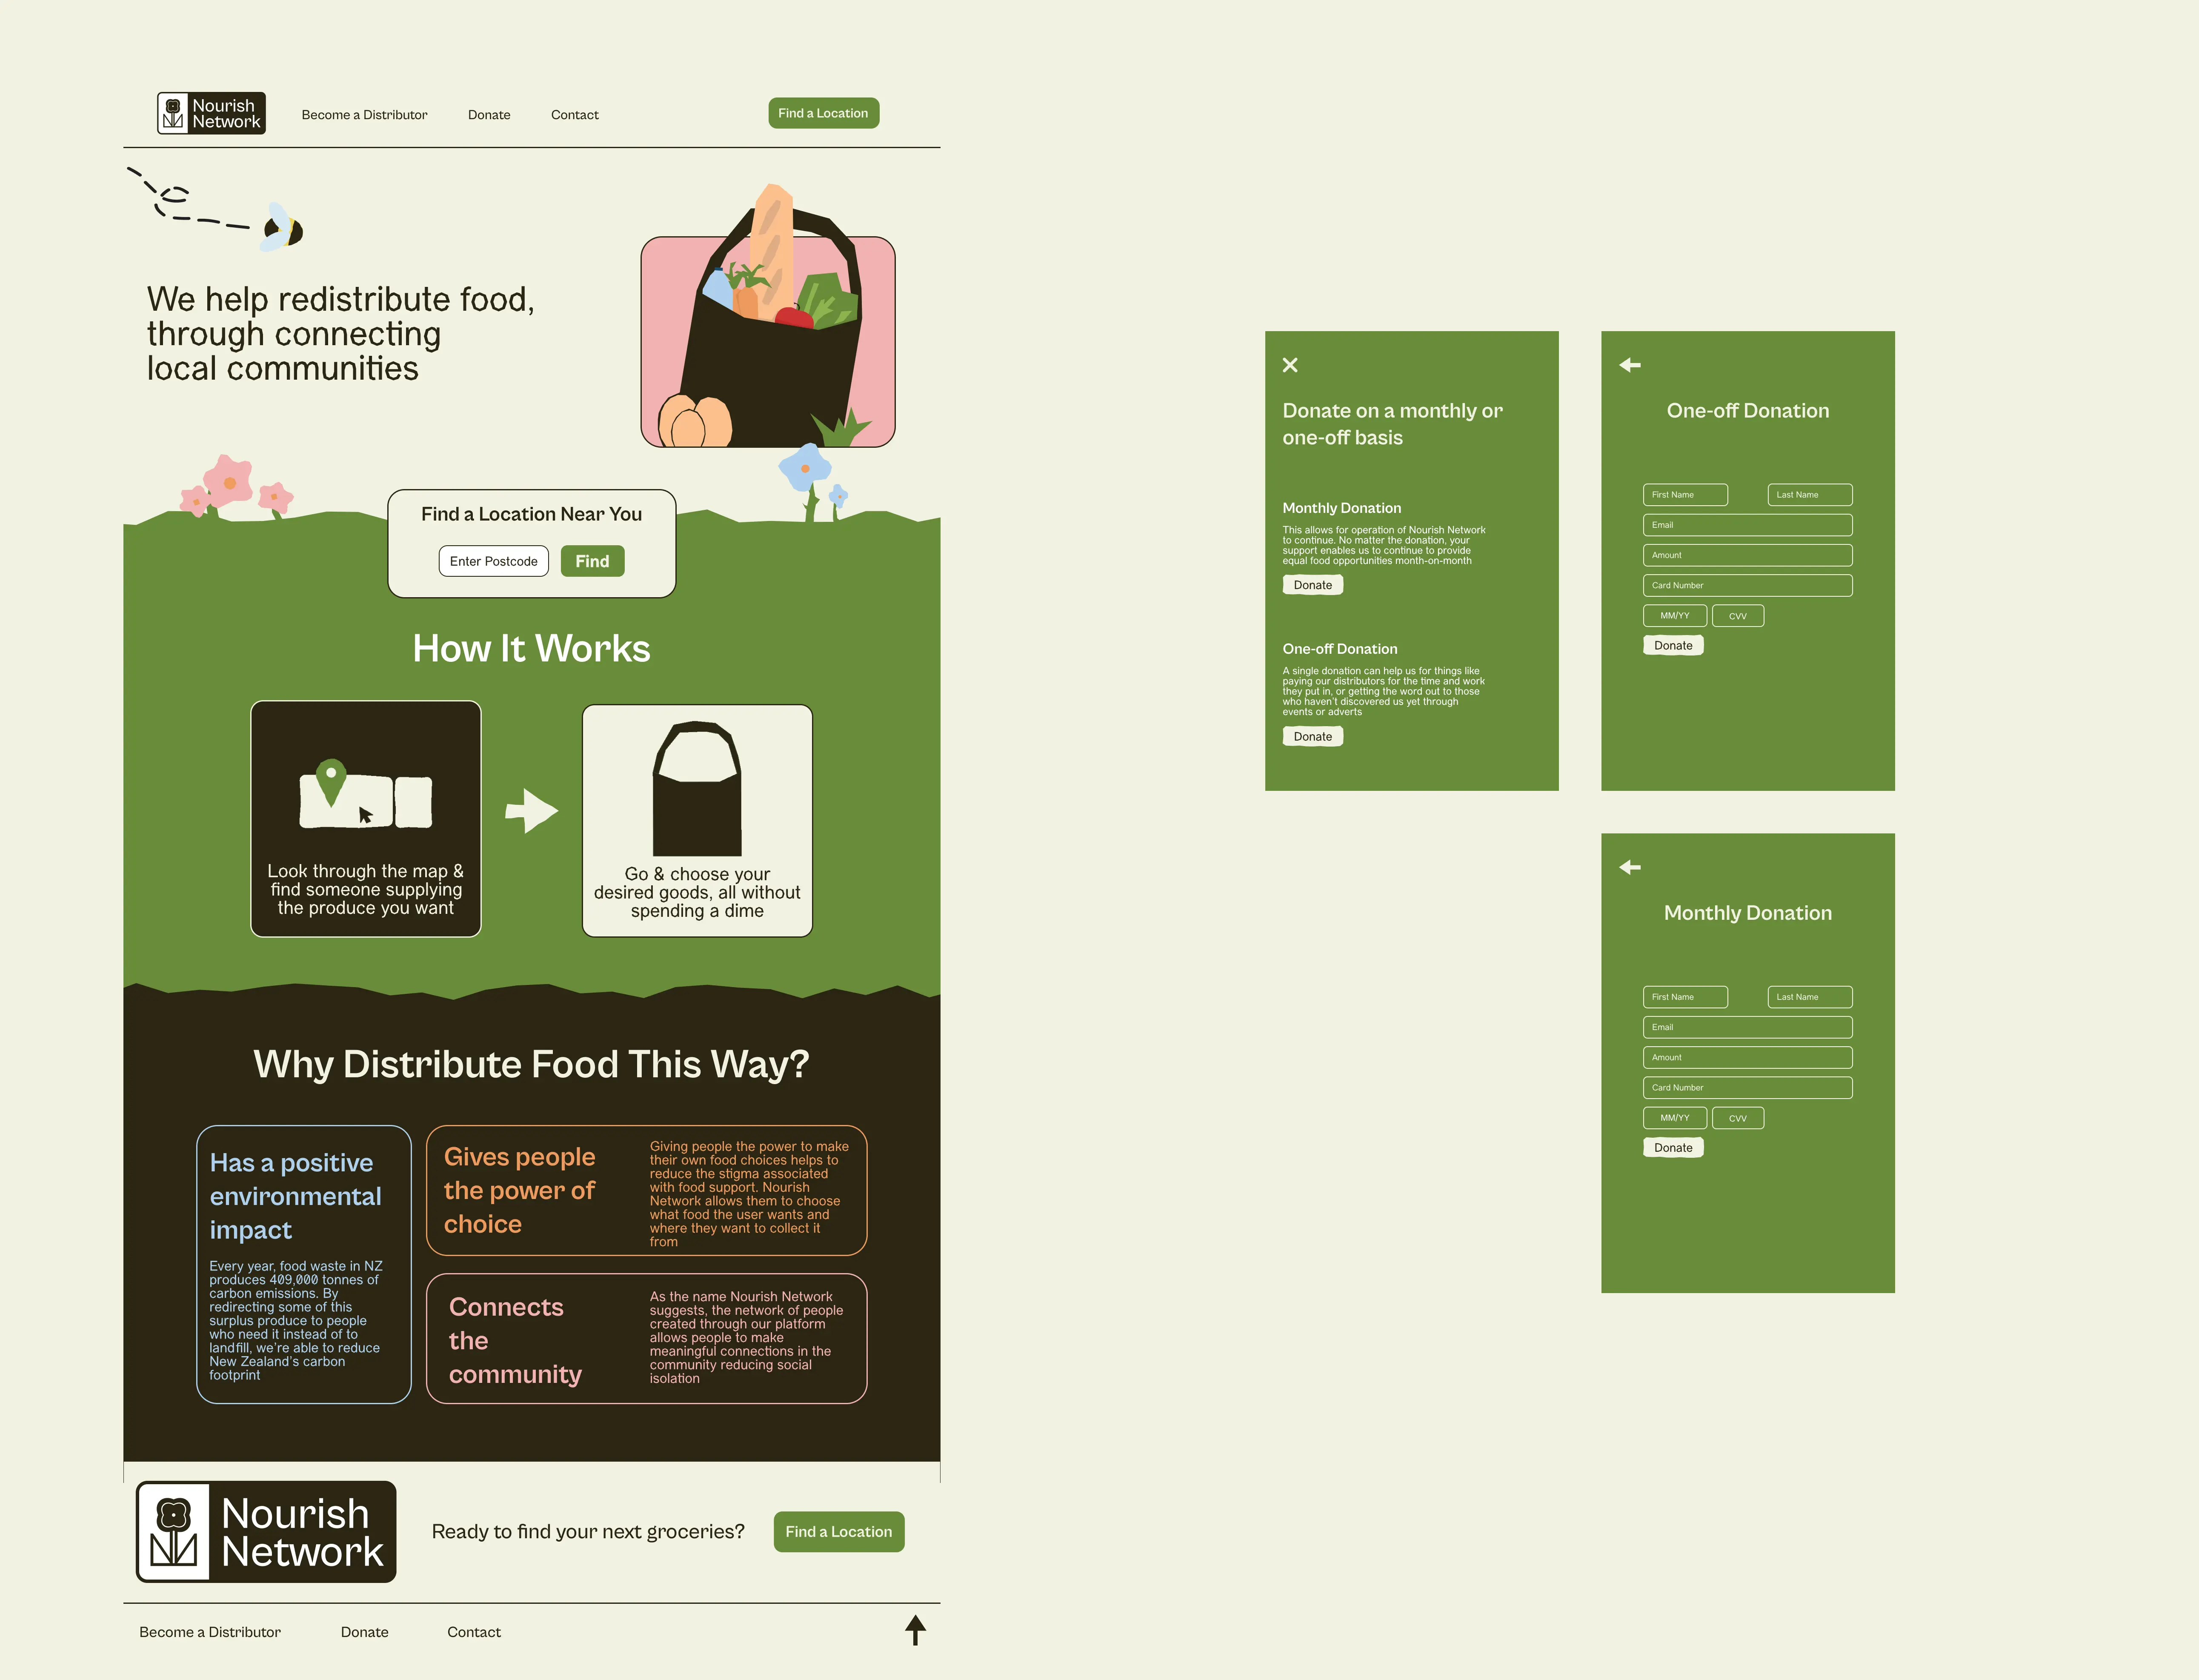 Nourish
Network
Become a Distributor
Donate
Contact
Find a Location
We help redistribute food,
through connecting
local communities
Find a Location Near You
Enter Postcode
Find
How It Works
Look through the map &
find someone supplying
the produce you want
Go & choose your
desired goods, all without
spending a dime
Why Distribute Food This Way?
Has a positive
environmental
impact
Every year, food waste in NZ
produces 409,000 tonnes of
carbon emissions. By
redirecting some of this
surplus produce to people
who need it instead of to
landfill, we're able to reduce
New Zealand's carbon
footprint
Gives people
the power of
choice
Giving people the power to make
their own food choices helps to
reduce the stigma associated
with food support. Nourish
Network allows them to choose
what food the user wants and
where they want to collect it
from
Connects
the
community
As the name Nourish Network
suggests, the network of people
created through our platform
allows people to make
meaningful connections in the
community reducing social
isolation
Nourish
Network
Ready to find your next groceries?
Find a Location
Become a Distributor
Donate
Contact
Donate on a monthly or
one-off basis
Monthly Donation
This allows for operation of Nourish Network
to continue. No matter the donation, your
support enables us to continue to provide
equal food opportunities month-on-month
Donate
One-off Donation
A single donation can help us for things like
paying our distributors for the time and work
they put in, or getting the word out to those
who haven't discovered us yet through
events or adverts
Donate
One-off Donation
First Name
Last Name
Email
Amount
Card Number
MM/YY
CVV
Donate
Monthly Donation
First Name
Last Name
Email
Amount
Card Number
MM/YY
CVV
Donate